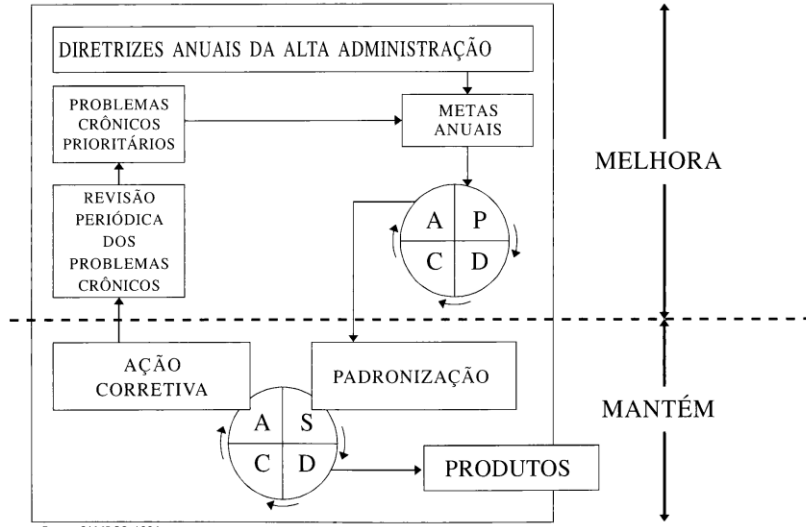 DIRETRIZES ANUAIS DA ALTA ADMINISTRAÇÃO
PROBLEMAS
CRÔNICOS
PRIORITÁRIOS
METAS
ANUAIS
MELHORA
REVISÃO
PERIÓDICA
DOS
PROBLEMAS
CRÔNICOS
A P
C D
AÇÃO
CORRETIVA
PADRONIZAÇÃO
MANTÉM
A S
C D
PRODUTOS